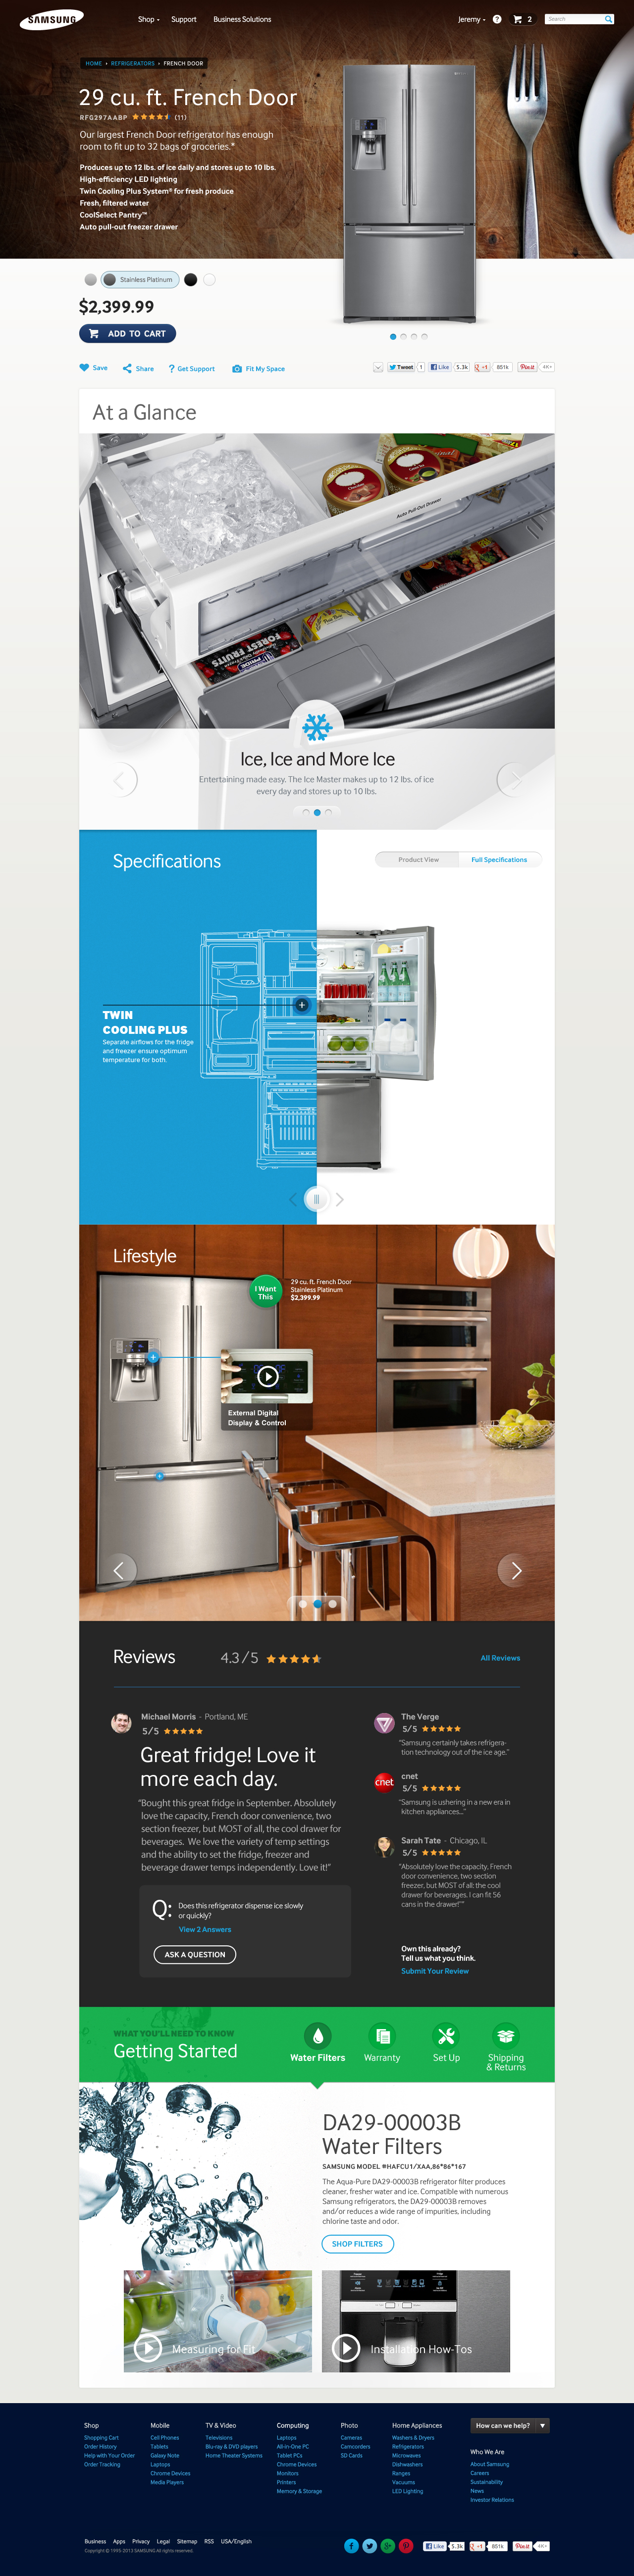 SAMSUNG
Shop
Support
Business Solutions
Jeremy
?
2
Search
HOME › REFRIGERATORS › FRENCH DOOR
29 cu. ft. French Door
RFG297AABP (11)
Our largest French Door refrigerator has enough
room to fit up to 32 bags of groceries.*
Produces up to 12 lbs. of ice daily and stores up to 10 lbs.
High-efficiency LED lighting
Twin Cooling Plus System® for fresh produce
Fresh, filtered water
CoolSelect Pantry™
Auto pull-out freezer drawer
Stainless Platinum
$2,399.99
ADD TO CART
Save
Share
? Get Support
Fit My Space
Tweet 1
Like 5.3k
+1 851k
Pin it 4K+
At a Glance
Auto Pull-Out Drawer
FOREST FRUITS
PRIDE
Ice, Ice and More Ice
Entertaining made easy. The Ice Master makes up to 12 lbs. of ice
every day and stores up to 10 lbs.
Specifications
Product View
Full Specifications
TWIN
COOLING PLUS
Separate airflows for the fridge
and freezer ensure optimum
temperature for both.
Lifestyle
I Want
This
29 cu. ft. French Door
Stainless Platinum
$2,399.99
External Digital
Display & Control
Reviews
4.3/5
All Reviews
Michael Morris - Portland, ME
5/5
Great fridge! Love it
more each day.
“Bought this great fridge in September. Absolutely
love the capacity, French door convenience, two
section freezer, but MOST of all, the cool drawer for
beverages. We love the variety of temp settings
and the ability to set the fridge, freezer and
beverage drawer temps independently. Love it!”
Q:
Does this refrigerator dispense ice slowly
or quickly?
View 2 Answers
ASK A QUESTION
The Verge
5/5
“Samsung certainly takes refrigera-
tion technology out of the ice age.”
cnet
cnet
5/5
“Samsung is ushering in a new era in
kitchen appliances...”
Sarah Tate - Chicago, IL
5/5
“Absolutely love the capacity, French
door convenience, two section
freezer, but MOST of all: the cool
drawer for beverages. I can fit 56
cans in the drawer!”
Own this already?
Tell us what you think.
Submit Your Review
WHAT YOU'LL NEED TO KNOW
Getting Started
Water Filters
Warranty
Set Up
Shipping
& Returns
DA29-00003B
Water Filters
SAMSUNG MODEL #HAFCU1/XAA,86*86*167
The Aqua-Pure DA29-00003B refrigerator filter produces
cleaner, fresher water and ice. Compatible with numerous
Samsung refrigerators, the DA29-00003B removes
and/or reduces a wide range of impurities, including
chlorine taste and odor.
SHOP FILTERS
Measuring for Fit
Installation How-Tos
Shop
Shopping Cart
Order History
Help with Your Order
Order Tracking
Mobile
Cell Phones
Tablets
Galaxy Note
Laptops
Chrome Devices
Media Players
TV & Video
Televisions
Blu-ray & DVD players
Home Theater Systems
Computing
Laptops
All-in-One PC
Tablet PCs
Chrome Devices
Monitors
Printers
Memory & Storage
Photo
Cameras
Camcorders
SD Cards
Home Appliances
Washers & Dryers
Refrigerators
Microwaves
Dishwashers
Ranges
Vacuums
LED Lighting
How can we help?
Who We Are
About Samsung
Careers
Sustainability
News
Investor Relations
Business Apps Privacy Legal Sitemap RSS USA/English
Copyright © 1995-2013 SAMSUNG All rights reserved.
Like 5.3k
+1 851k
Pin it 4K+